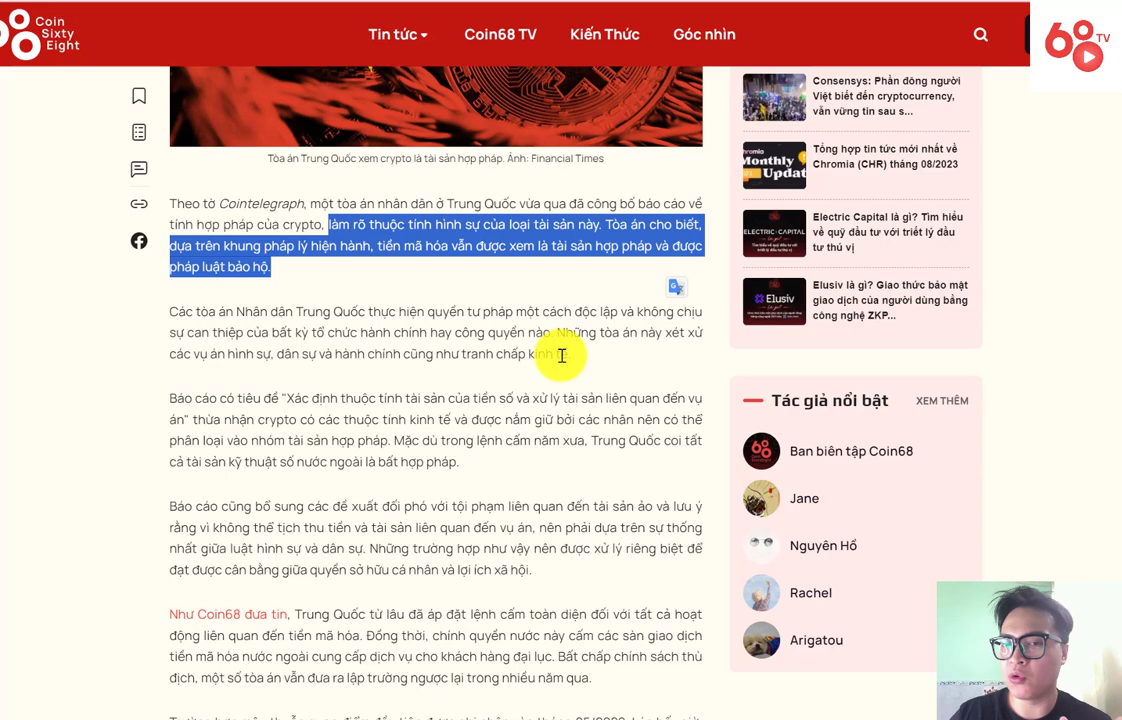 Coin
Sixty
Eight
Tin tức
Coin68 TV
Kiến Thức
Góc nhìn
68 TV
Tòa án Trung Quốc xem crypto là tài sản hợp pháp. Ảnh: Financial Times
Theo tờ Cointelegraph, một tòa án nhân dân ở Trung Quốc vừa qua đã công bố báo cáo về
tính hợp pháp của crypto, làm rõ thuộc tính hình sự của loại tài sản này. Tòa án cho biết,
dựa trên khung pháp lý hiện hành, tiền mã hóa vẫn được xem là tài sản hợp pháp và được
pháp luật bảo hộ.
Các tòa án Nhân dân Trung Quốc thực hiện quyền tư pháp một cách độc lập và không chịu
sự can thiệp của bất kỳ tổ chức hành chính hay công quyền nào. Những tòa án này xét xử
các vụ án hình sự, dân sự và hành chính cũng như tranh chấp kinh tế.
Báo cáo có tiêu đề "Xác định thuộc tính tài sản của tiền số và xử lý tài sản liên quan đến vụ
án" thừa nhận crypto có các thuộc tính kinh tế và được nắm giữ bởi các nhân nên có thể
phân loại vào nhóm tài sản hợp pháp. Mặc dù trong lệnh cấm năm xưa, Trung Quốc coi tất
cả tài sản kỹ thuật số nước ngoài là bất hợp pháp.
Báo cáo cũng bổ sung các đề xuất đối phó với tội phạm liên quan đến tài sản ảo và lưu ý
rằng vì không thể tịch thu tiền và tài sản liên quan đến vụ án, nên phải dựa trên sự thống
nhất giữa luật hình sự và dân sự. Những trường hợp như vậy nên được xử lý riêng biệt để
đạt được cân bằng giữa quyền sở hữu cá nhân và lợi ích xã hội.
Như Coin68 đưa tin, Trung Quốc từ lâu đã áp đặt lệnh cấm toàn diện đối với tất cả hoạt
động liên quan đến tiền mã hóa. Đồng thời, chính quyền nước này cấm các sàn giao dịch
tiền mã hóa nước ngoài cung cấp dịch vụ cho khách hàng đại lục. Bất chấp chính sách thù
địch, một số tòa án vẫn đưa ra lập trường ngược lại trong nhiều năm qua.
Consensys: Phần đông người
Việt biết đến cryptocurrency,
vẫn vững tin sau s...
Chromia
Monthly
Updat
Tổng hợp tin tức mới nhất về
Chromia (CHR) tháng 08/2023
ELECTRIC·CAPITAL
Electric Capital là gì? Tìm hiểu
về quỹ đầu tư với triết lý đầu
tư thú vị
Elusiv
Elusiv là gì? Giao thức bảo mật
giao dịch của người dùng bằng
công nghệ ZKP...
Tác giả nổi bật
XEM THÊM
Ban biên tập Coin68
Jane
Nguyên Hồ
Rachel
Arigatou